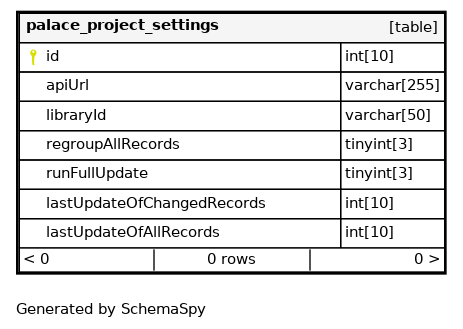 palace_project_settings [table]
id int[10]
apiUrl varchar[255]
libraryId varchar[50]
regroupAllRecords tinyint[3]
runFullUpdate tinyint[3]
lastUpdateOfChangedRecords int[10]
lastUpdateOfAllRecords int[10]
< 0 0 rows 0 >
Generated by SchemaSpy